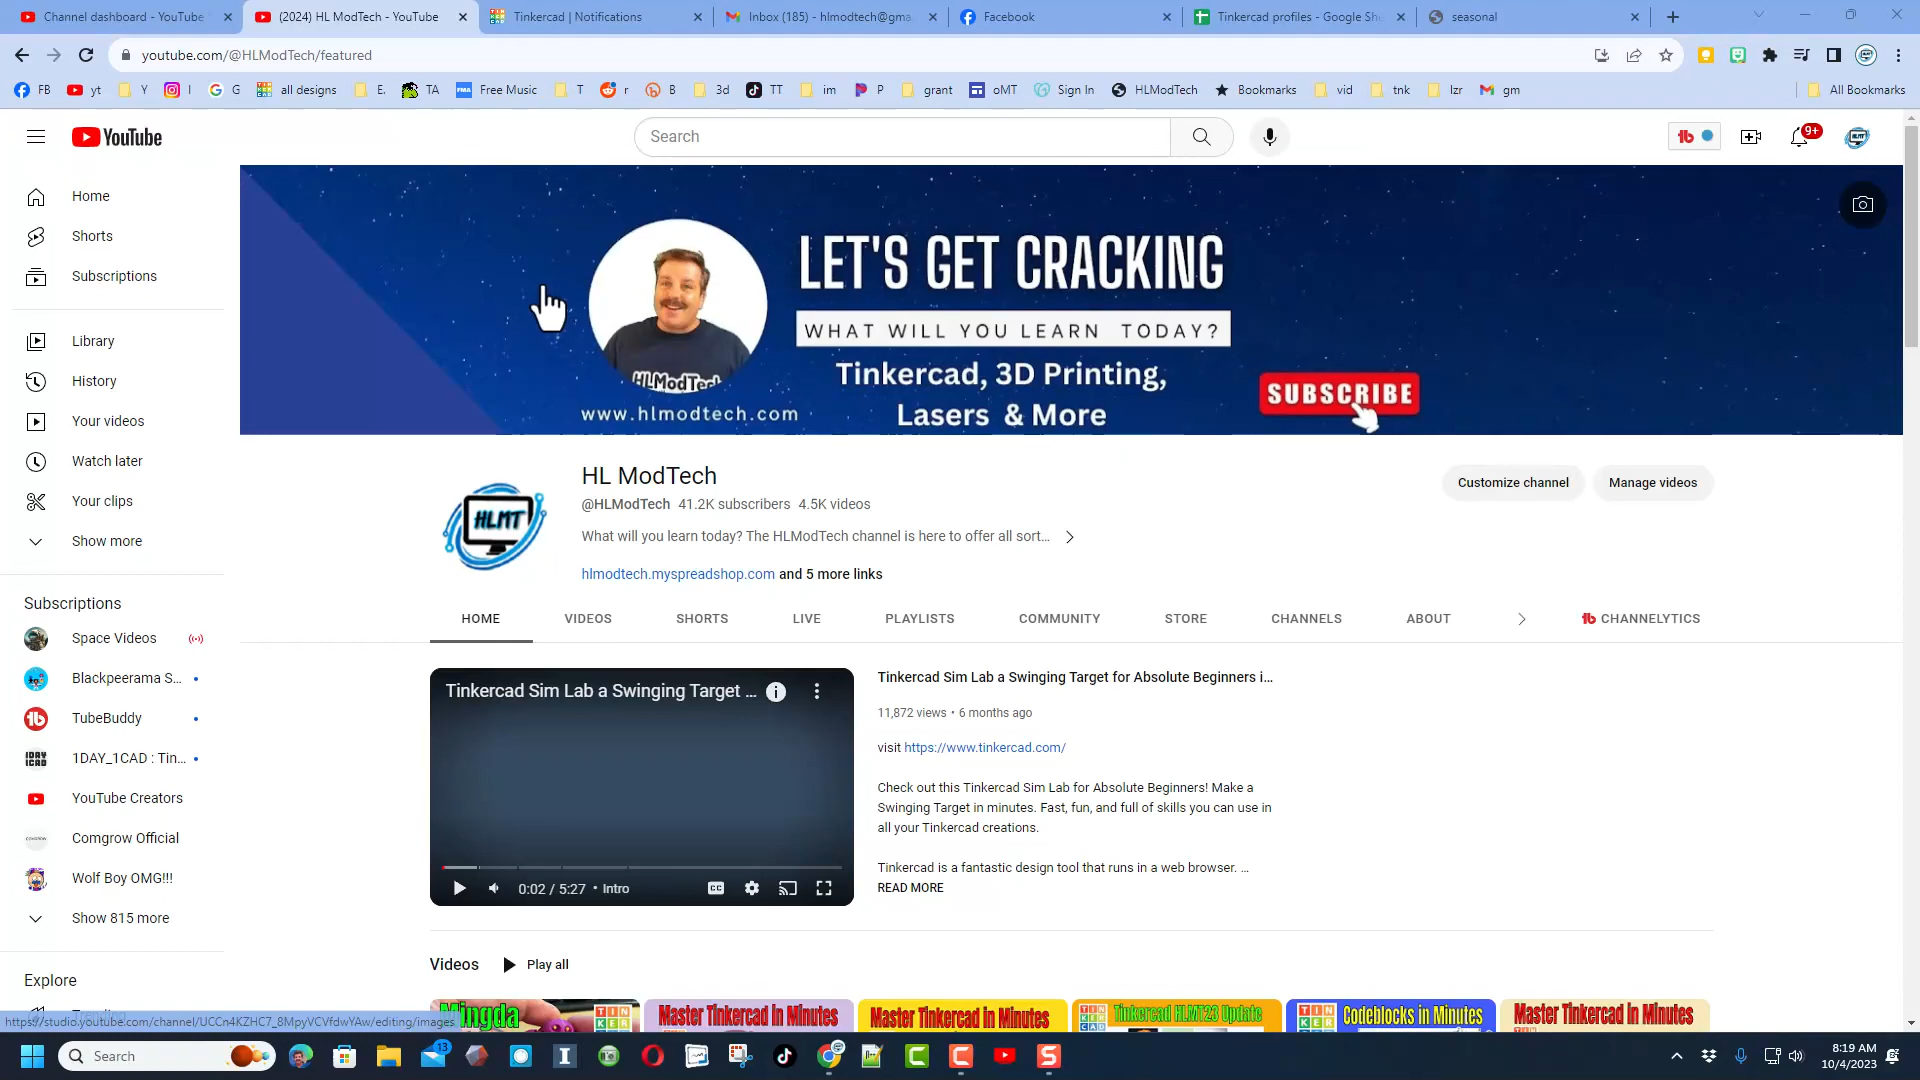 Channel dashboard - YouTube
(2024) HL ModTech - YouTube
Tinkercad | Notifications
Inbox (185) - hlmodtech@gma
Facebook
Tinkercad profiles - Google She
seasonal
youtube.com/@HLModTech/featured
FB
yt
Y
I
G
all designs
E.
TA
FMA Free Music
T
r
B
3d
TT
im
P
grant
oMT
Sign In
HLModTech
Bookmarks
vid
tnk
lzr
gm
All Bookmarks
YouTube
Search
9+
Home
Shorts
Subscriptions
Library
History
Your videos
Watch later
Your clips
Show more
Subscriptions
Space Videos
Blackpeerama S...
TubeBuddy
1DAY_1CAD : Tin...
YouTube Creators
Comgrow Official
Wolf Boy OMG!!!
Show 815 more
Explore
Trending
LET'S GET CRACKING
WHAT WILL YOU LEARN TODAY?
Tinkercad, 3D Printing,
Lasers & More
HLModTech
www.hlmodtech.com
SUBSCRIBE
HLMT
HL ModTech
@HLModTech 41.2K subscribers 4.5K videos
What will you learn today? The HLModTech channel is here to offer all sort...
hlmodtech.myspreadshop.com and 5 more links
Customize channel
Manage videos
HOME
VIDEOS
SHORTS
LIVE
PLAYLISTS
COMMUNITY
STORE
CHANNELS
ABOUT
CHANNELYTICS
Tinkercad Sim Lab a Swinging Target ...
0:02 / 5:27 • Intro
CC
Tinkercad Sim Lab a Swinging Target for Absolute Beginners i...
11,872 views • 6 months ago
visit https://www.tinkercad.com/
Check out this Tinkercad Sim Lab for Absolute Beginners! Make a
Swinging Target in minutes. Fast, fun, and full of skills you can use in
all your Tinkercad creations.
Tinkercad is a fantastic design tool that runs in a web browser. ...
READ MORE
Videos
Play all
Mingda
Master Tinkercad in Minutes
Master Tinkercad in Minutes
Tinkercad HLMT23 Update
Codeblocks in Minutes
Master Tinkercad in Minutes
https://studio.youtube.com/channel/UCCn4KZHC7_8MpyVCVfdwYAw/editing/images
Search
13
8:19 AM
10/4/2023